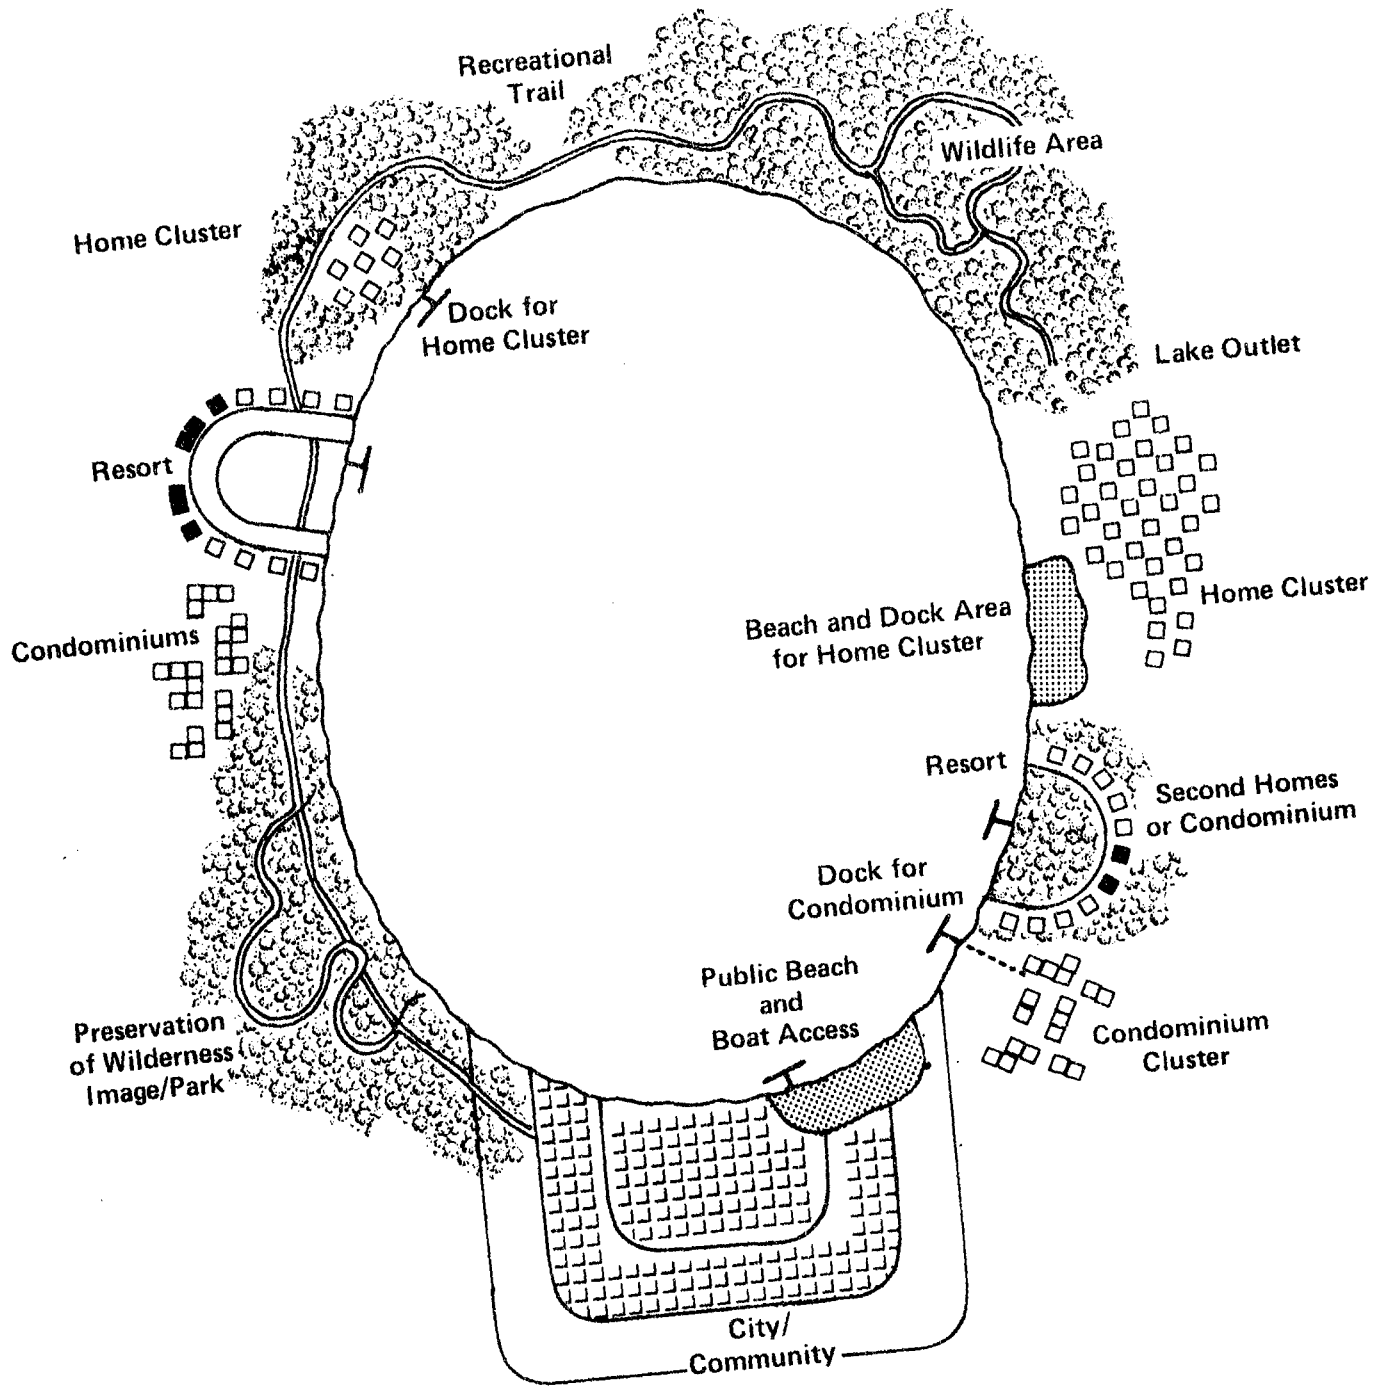 Recreational
Trail
Wildlife Area
Home Cluster
Dock for
Home Cluster
Lake Outlet
Resort
Home Cluster
Beach and Dock Area
for Home Cluster
Condominiums
Resort
Second Homes
or Condominium
Dock for
Condominium
Public Beach
and
Boat Access
Preservation
of Wilderness
Image/Park
Condominium
Cluster
City/
Community